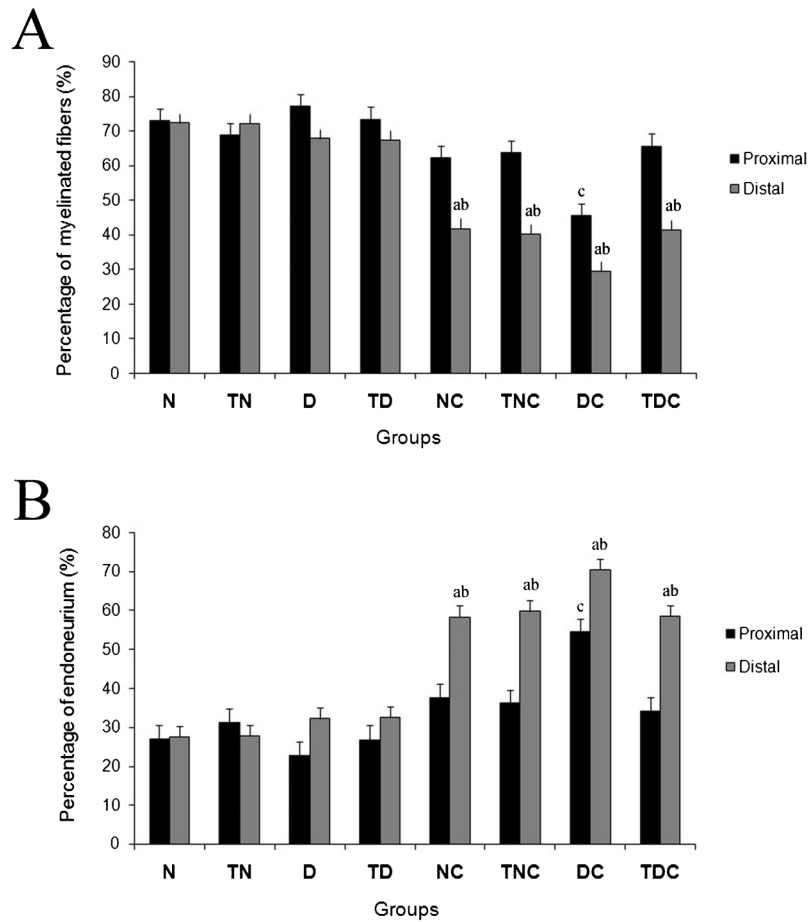 A
Percentage of myelinated fibers (%)
90
80
70
60
50
40
30
20
10
0
ab
ab
c
ab
ab
N TN D TD NC TNC DC TDC
Groups
Proximal
Distal
B
Percentage of endoneurium (%)
80
70
60
50
40
30
20
10
0
ab
ab
c
ab
ab
N TN D TD NC TNC DC TDC
Groups
Proximal
Distal